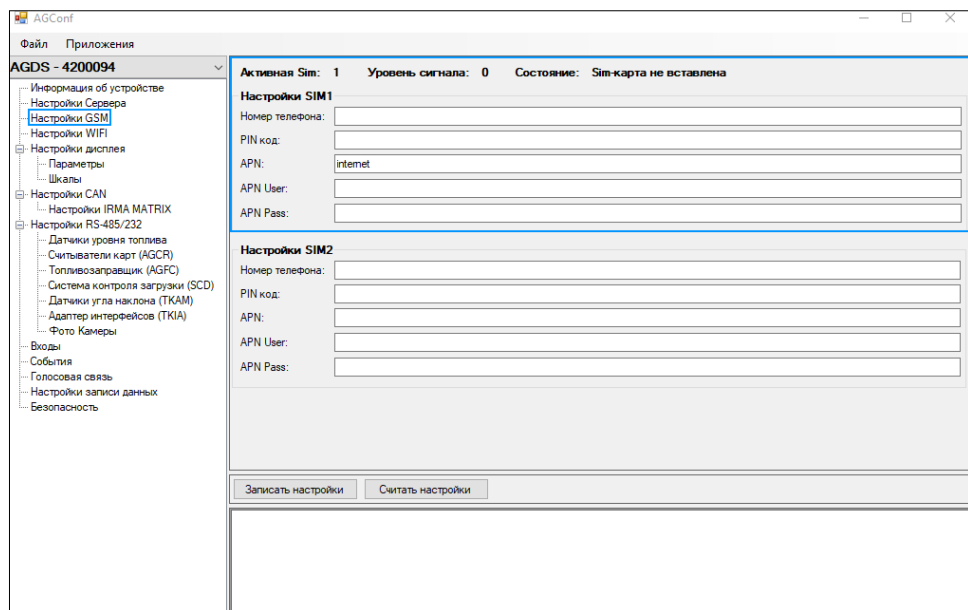 AGConf
Файл Приложения
AGDS - 4200094
Информация об устройстве
Настройки Сервера
Настройки GSM
Настройки WIFI
Настройки дисплея
Параметры
Шкалы
Настройки CAN
Настройки IRMA MATRIX
Настройки RS-485/232
Датчики уровня топлива
Считыватели карт (AGCR)
Топливозаправщик (AGFC)
Система контроля загрузки (SCD)
Датчики угла наклона (TKAM)
Адаптер интерфейсов (TKIA)
Фото Камеры
Входы
События
Голосовая связь
Настройки записи данных
Безопасность
Активная Sim: 1 Уровень сигнала: 0 Состояние: Sim-карта не вставлена
Настройки SIM1
Номер телефона:
PIN код:
APN: internet
APN User:
APN Pass:
Настройки SIM2
Номер телефона:
PIN код:
APN:
APN User:
APN Pass:
Записать настройки Считать настройки